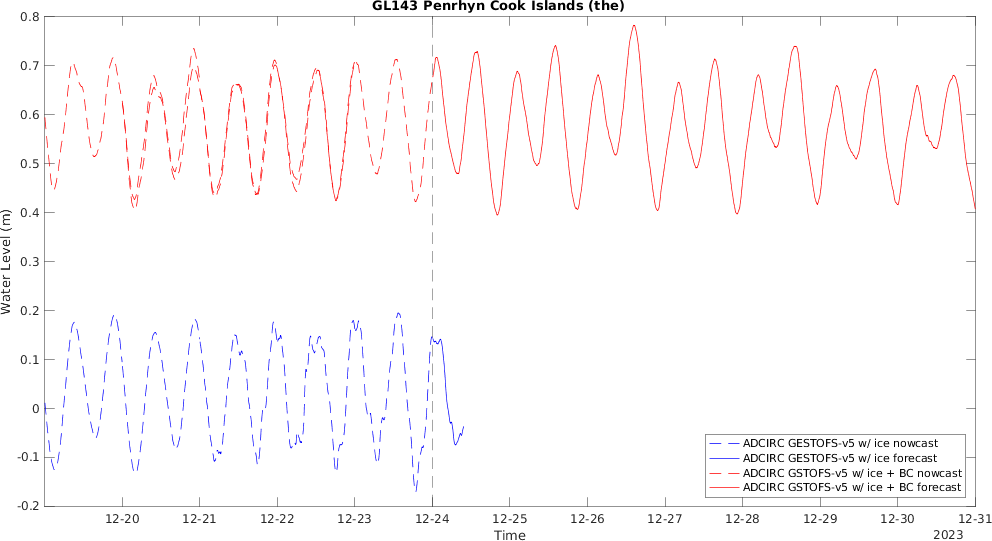 GL143 Penrhyn Cook Islands (the)
0.8
0.7
0.6
0.5
0.4
0.3
0.2
0.1
0
-0.1
-0.2
Water Level (m)
12-20 12-21 12-22 12-23 12-24 12-25 12-26 12-27 12-28 12-29 12-30 12-31
Time
2023
ADCIRC GESTOFS-v5 w/ ice nowcast
ADCIRC GESTOFS-v5 w/ ice forecast
ADCIRC GSTOFS-v5 w/ ice + BC nowcast
ADCIRC GSTOFS-v5 w/ ice + BC forecast